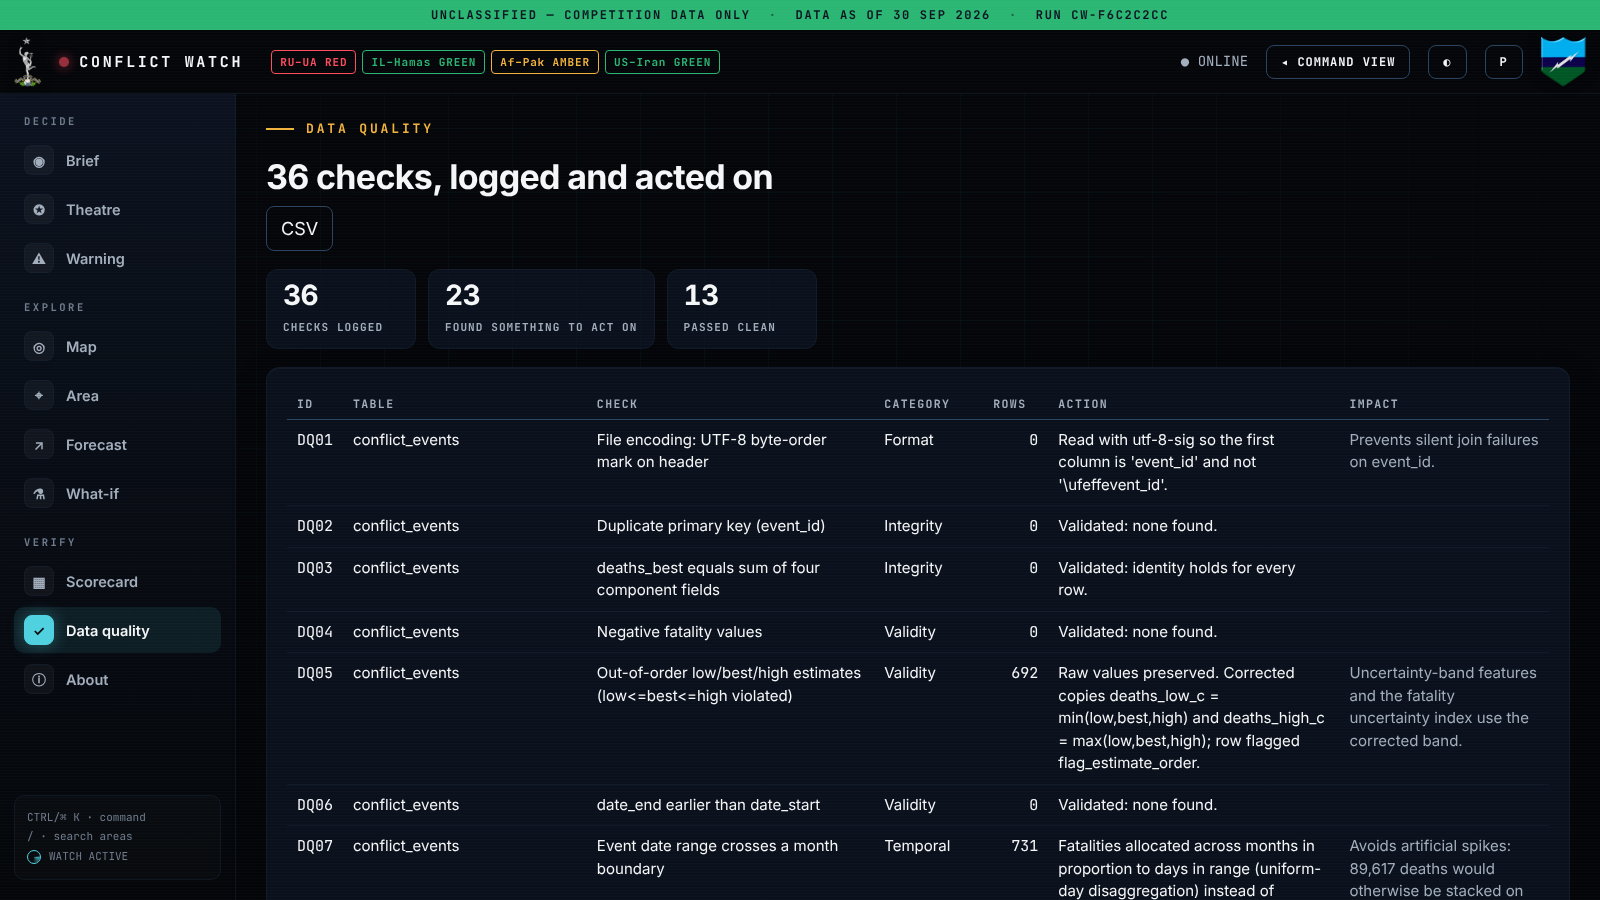 UNCLASSIFIED — COMPETITION DATA ONLY · DATA AS OF 30 SEP 2026 · RUN CW-F6C2C2CC
CONFLICT WATCH
RU-UA RED
IL-Hamas GREEN
Af-Pak AMBER
US-Iran GREEN
ONLINE
COMMAND VIEW
P
DECIDE
Brief
Theatre
Warning
EXPLORE
Map
Area
Forecast
What-if
VERIFY
Scorecard
Data quality
About
CTRL/⌘ K · command
/ · search areas
WATCH ACTIVE
DATA QUALITY
36 checks, logged and acted on
CSV
36
CHECKS LOGGED
23
FOUND SOMETHING TO ACT ON
13
PASSED CLEAN
ID TABLE CHECK CATEGORY ROWS ACTION IMPACT
DQ01 conflict_events File encoding: UTF-8 byte-order Format 0 Read with utf-8-sig so the first Prevents silent join failures
mark on header column is 'event_id' and not on event_id.
'\ufeffevent_id'.
DQ02 conflict_events Duplicate primary key (event_id) Integrity 0 Validated: none found.
DQ03 conflict_events deaths_best equals sum of four Integrity 0 Validated: identity holds for every
component fields row.
DQ04 conflict_events Negative fatality values Validity 0 Validated: none found.
DQ05 conflict_events Out-of-order low/best/high estimates Validity 692 Raw values preserved. Corrected Uncertainty-band features
(low<=best<=high violated) copies deaths_low_c = and the fatality
min(low,best,high) and deaths_high_c uncertainty index use the
= max(low,best,high); row flagged corrected band.
flag_estimate_order.
DQ06 conflict_events date_end earlier than date_start Validity 0 Validated: none found.
DQ07 conflict_events Event date range crosses a month Temporal 731 Fatalities allocated across months in Avoids artificial spikes:
boundary proportion to days in range (uniform- 89,617 deaths would
day disaggregation) instead of otherwise be stacked on